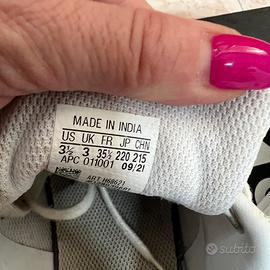 MADE IN INDIA
US UK FR JP CHN
3½ 3 35½ 220 215
APC 011001 09/21
ART H68621
subito